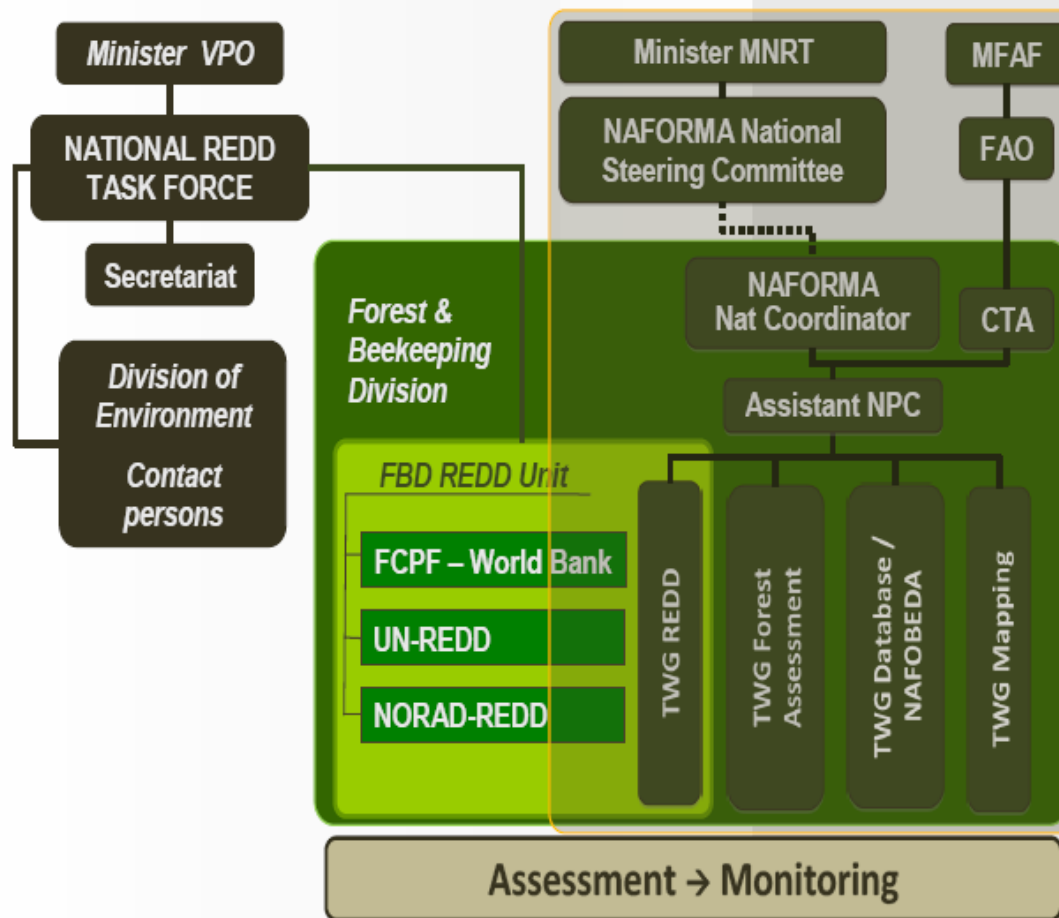 Minister VPO
NATIONAL REDD
TASK FORCE
Secretariat
Division of
Environment
Contact
persons
Minister MNRT
NAFORMA National
Steering Committee
MFAF
FAO
Forest &
Beekeeping
Division
NAFORMA
Nat Coordinator
CTA
Assistant NPC
FBD REDD Unit
FCPF – World Bank
UN-REDD
NORAD-REDD
TWG REDD
TWG Forest
Assessment
TWG Database /
NAFOBEDA
TWG Mapping
Assessment → Monitoring